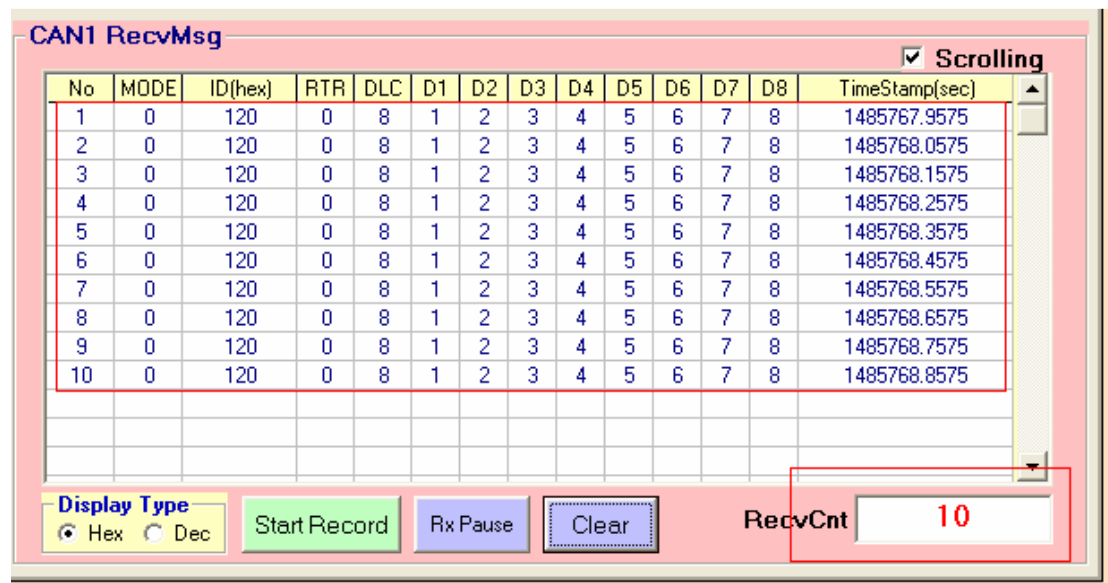 CAN1 RecvMsg
Scrolling
No MODE ID(hex) RTR DLC D1 D2 D3 D4 D5 D6 D7 D8 TimeStamp(sec)
1 0 120 0 8 1 2 3 4 5 6 7 8 1485767.9575
2 0 120 0 8 1 2 3 4 5 6 7 8 1485768.0575
3 0 120 0 8 1 2 3 4 5 6 7 8 1485768.1575
4 0 120 0 8 1 2 3 4 5 6 7 8 1485768.2575
5 0 120 0 8 1 2 3 4 5 6 7 8 1485768.3575
6 0 120 0 8 1 2 3 4 5 6 7 8 1485768.4575
7 0 120 0 8 1 2 3 4 5 6 7 8 1485768.5575
8 0 120 0 8 1 2 3 4 5 6 7 8 1485768.6575
9 0 120 0 8 1 2 3 4 5 6 7 8 1485768.7575
10 0 120 0 8 1 2 3 4 5 6 7 8 1485768.8575
Display Type
Hex Dec Start Record Rx Pause Clear RecvCnt 10